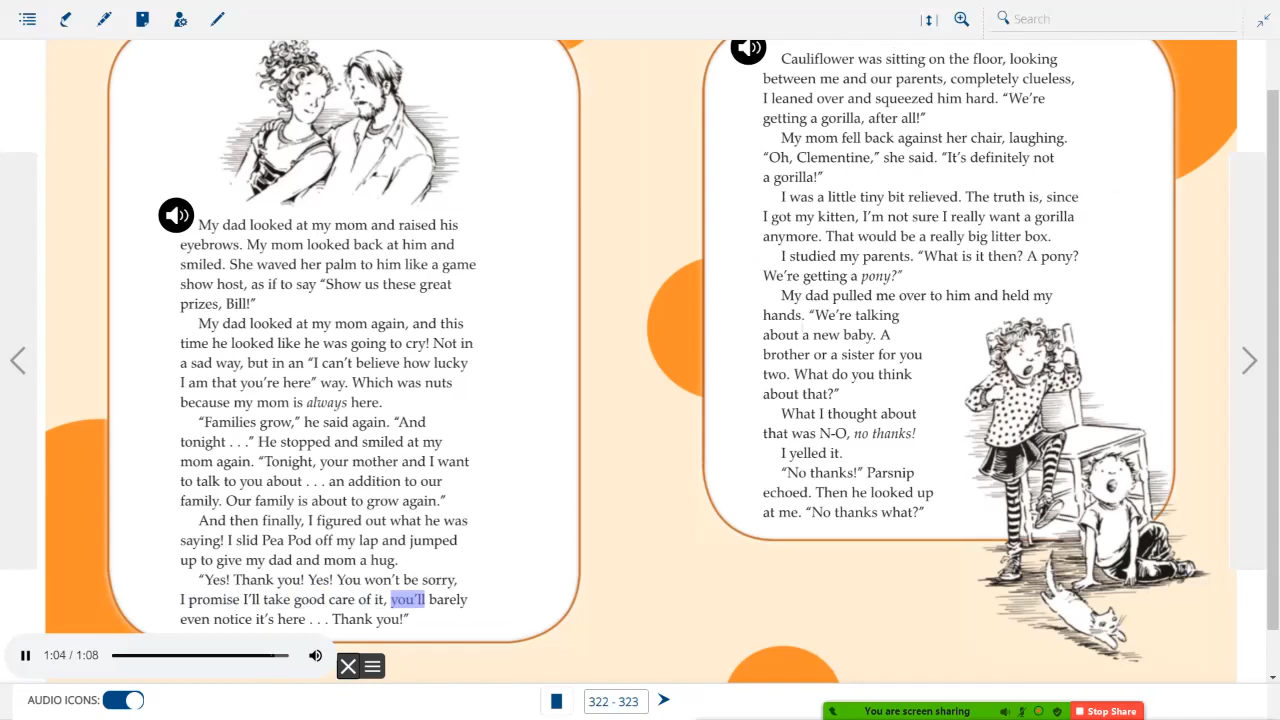 Search
My dad looked at my mom and raised his
eyebrows. My mom looked back at him and
smiled. She waved her palm to him like a game
show host, as if to say “Show us these great
prizes, Bill!”
My dad looked at my mom again, and this
time he looked like he was going to cry! Not in
a sad way, but in an “I can’t believe how lucky
I am that you’re here” way. Which was nuts
because my mom is always here.
“Families grow,” he said again. “And
tonight . . .” He stopped and smiled at my
mom again. “Tonight, your mother and I want
to talk to you about . . . an addition to our
family. Our family is about to grow again.”
And then finally, I figured out what he was
saying! I slid Pea Pod off my lap and jumped
up to give my dad and mom a hug.
“Yes! Thank you! Yes! You won’t be sorry,
I promise I’ll take good care of it, you’ll barely
even notice it’s here . . . Thank you!”
Cauliflower was sitting on the floor, looking
between me and our parents, completely clueless,
I leaned over and squeezed him hard. “We’re
getting a gorilla, after all!”
My mom fell back against her chair, laughing.
“Oh, Clementine,” she said. “It’s definitely not
a gorilla!”
I was a little tiny bit relieved. The truth is, since
I got my kitten, I’m not sure I really want a gorilla
anymore. That would be a really big litter box.
I studied my parents. “What is it then? A pony?
We’re getting a pony?”
My dad pulled me over to him and held my
hands. “We’re talking
about a new baby. A
brother or a sister for you
two. What do you think
about that?”
What I thought about
that was N-O, no thanks!
I yelled it.
“No thanks!” Parsnip
echoed. Then he looked up
at me. “No thanks what?”
1:04 / 1:08
AUDIO ICONS:
322 - 323
You are screen sharing
Stop Share